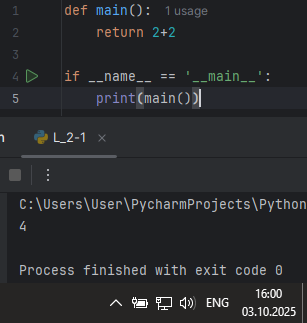 1 def main(): 1 usage
2 return 2+2
4 if __name__ == '__main__':
5 print(main())
L_2-1 ×
C:\Users\User\PycharmProjects\Python
4
Process finished with exit code 0
ENG
16:00
03.10.2025